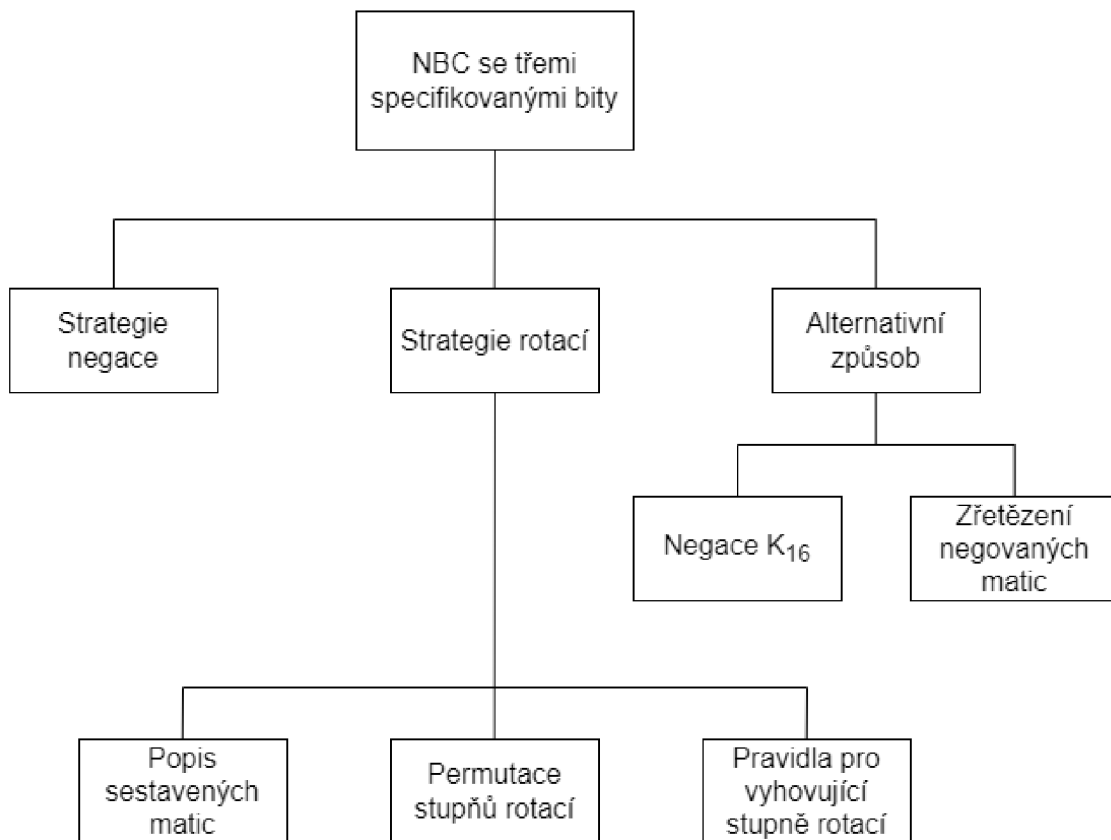 NBC se třemi
specifikovanými bity
Strategie
negace
Strategie rotací
Alternativní
způsob
Negace K₁₆
Zřetězení
negovaných
matic
Popis
sestavených
matic
Permutace
stupňů rotací
Pravidla pro
vyhovující
stupně rotací